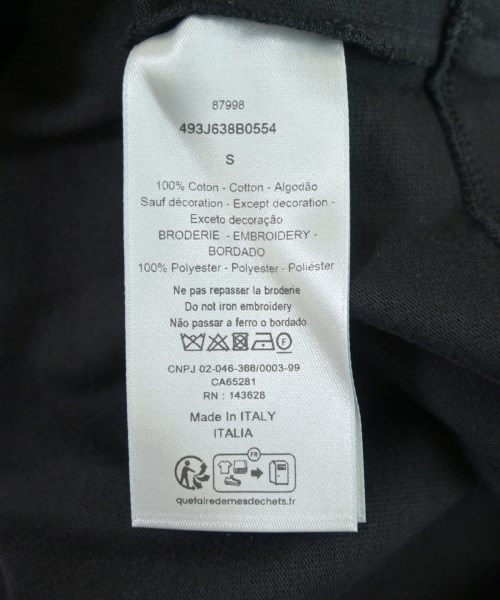 87998
493J638B0554
S
100% Coton - Cotton - Algodão
Sauf décoration - Except decoration -
Exceto decoração
BRODERIE - EMBROIDERY -
BORDADO
100% Polyester - Polyester - Poliéster
Ne pas repasser la broderie
Do not iron embroidery
Não passar a ferro o bordado
F
CNPJ 02-046-366/0003-99
CA65281
RN : 143628
Made In ITALY
ITALIA
FR
quefairedemesdechets.fr